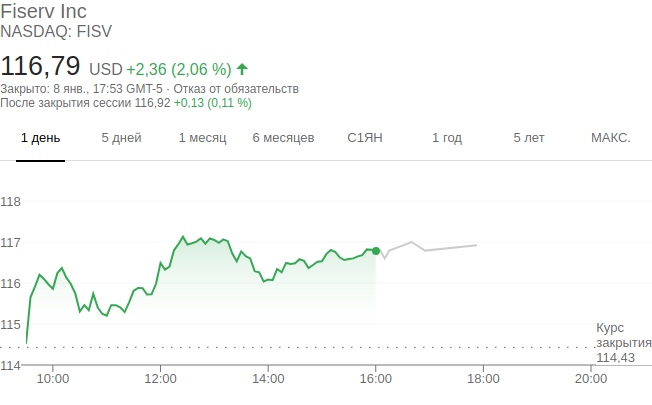 Fiserv Inc
NASDAQ: FISV
116,79 USD +2,36 (2,06 %)
Закрыто: 8 янв., 17:53 GMT-5 · Отказ от обязательств
После закрытия сессии 116,92 +0,13 (0,11 %)
1 день 5 дней 1 месяц 6 месяцев С1ЯН 1 год 5 лет МАКС.
118
117
116
115
Курс
закрытия
114,43
114
10:00 12:00 14:00 16:00 18:00 20:00